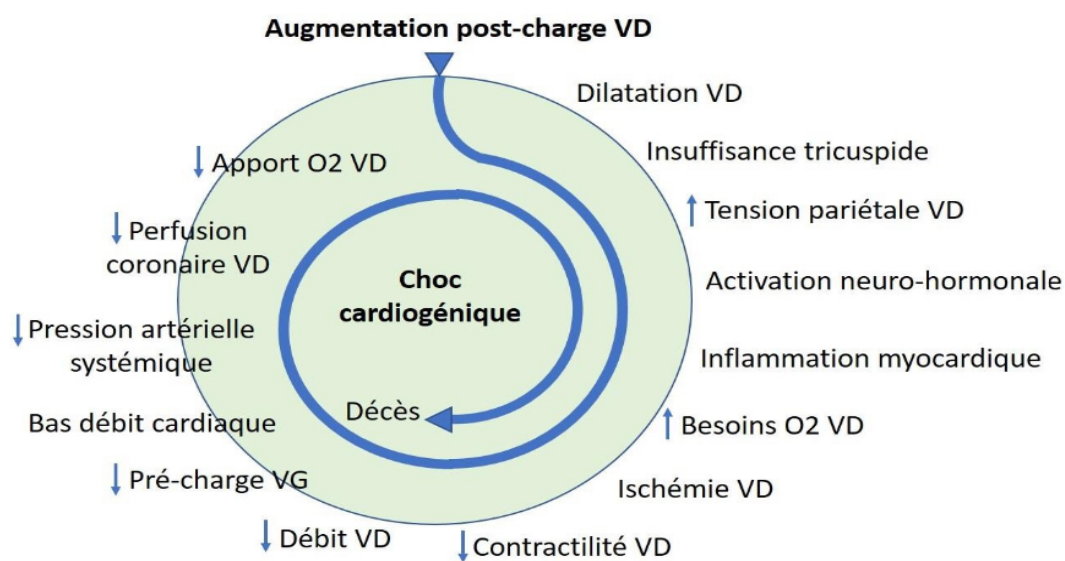 Augmentation post-charge VD
Dilatation VD
Insuffisance tricuspide
↑ Tension pariétale VD
Activation neuro-hormonale
Inflammation myocardique
↑ Besoins O2 VD
Ischémie VD
↓ Contractilité VD
↓ Débit VD
↓ Pré-charge VG
Bas débit cardiaque
↓ Pression artérielle
systémique
↓ Perfusion
coronaire VD
↓ Apport O2 VD
Choc
cardiogénique
Décès